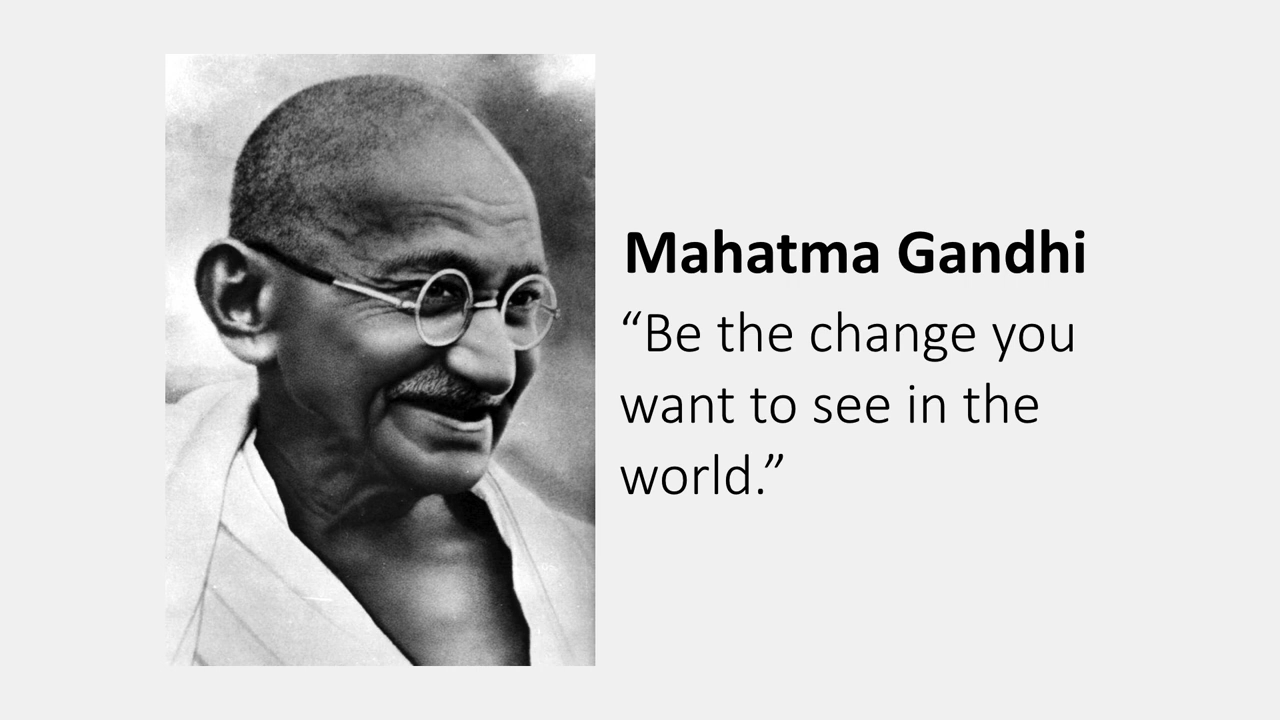 Mahatma Gandhi
“Be the change you
want to see in the
world.”